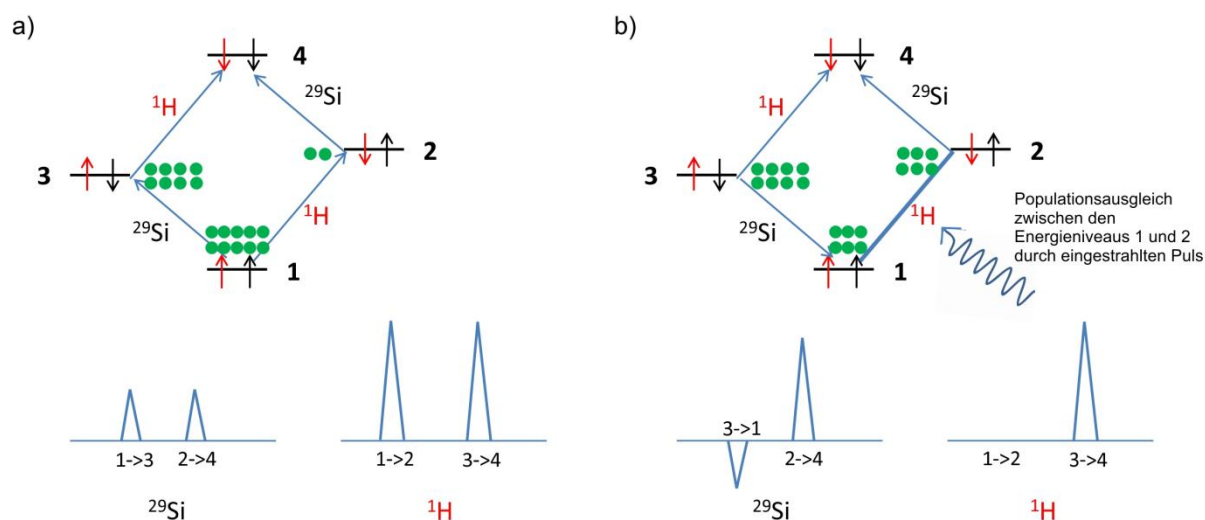 a)
4
¹H
²⁹Si
3
2
²⁹Si
¹H
1
1->3
2->4
1->2
3->4
²⁹Si
¹H
b)
4
¹H
²⁹Si
3
2
²⁹Si
¹H
Populationsausgleich
zwischen den
Energieniveaus 1 und 2
durch eingestrahlten Puls
1
3->1
2->4
1->2
3->4
²⁹Si
¹H